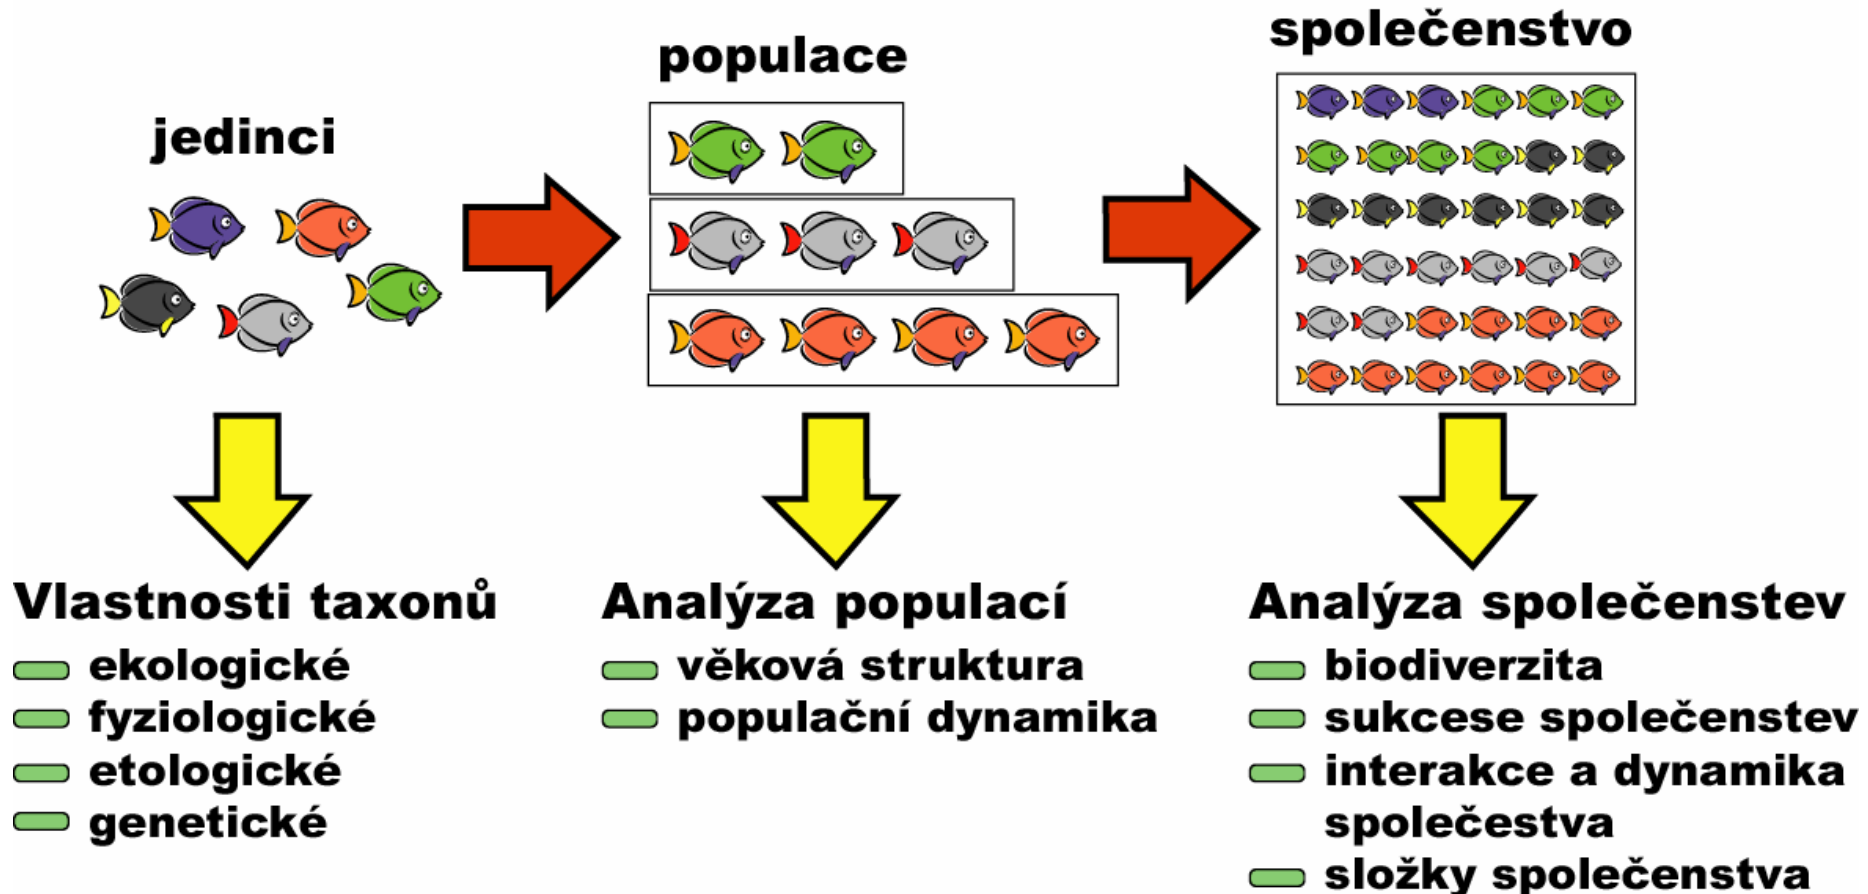 jedinci
populace
společenstvo
Vlastnosti taxonů
ekologické
fyziologické
etologické
genetické
Analýza populací
věková struktura
populační dynamika
Analýza společenstev
biodiverzita
sukcese společenstev
interakce a dynamika
společestva
složky společenstva